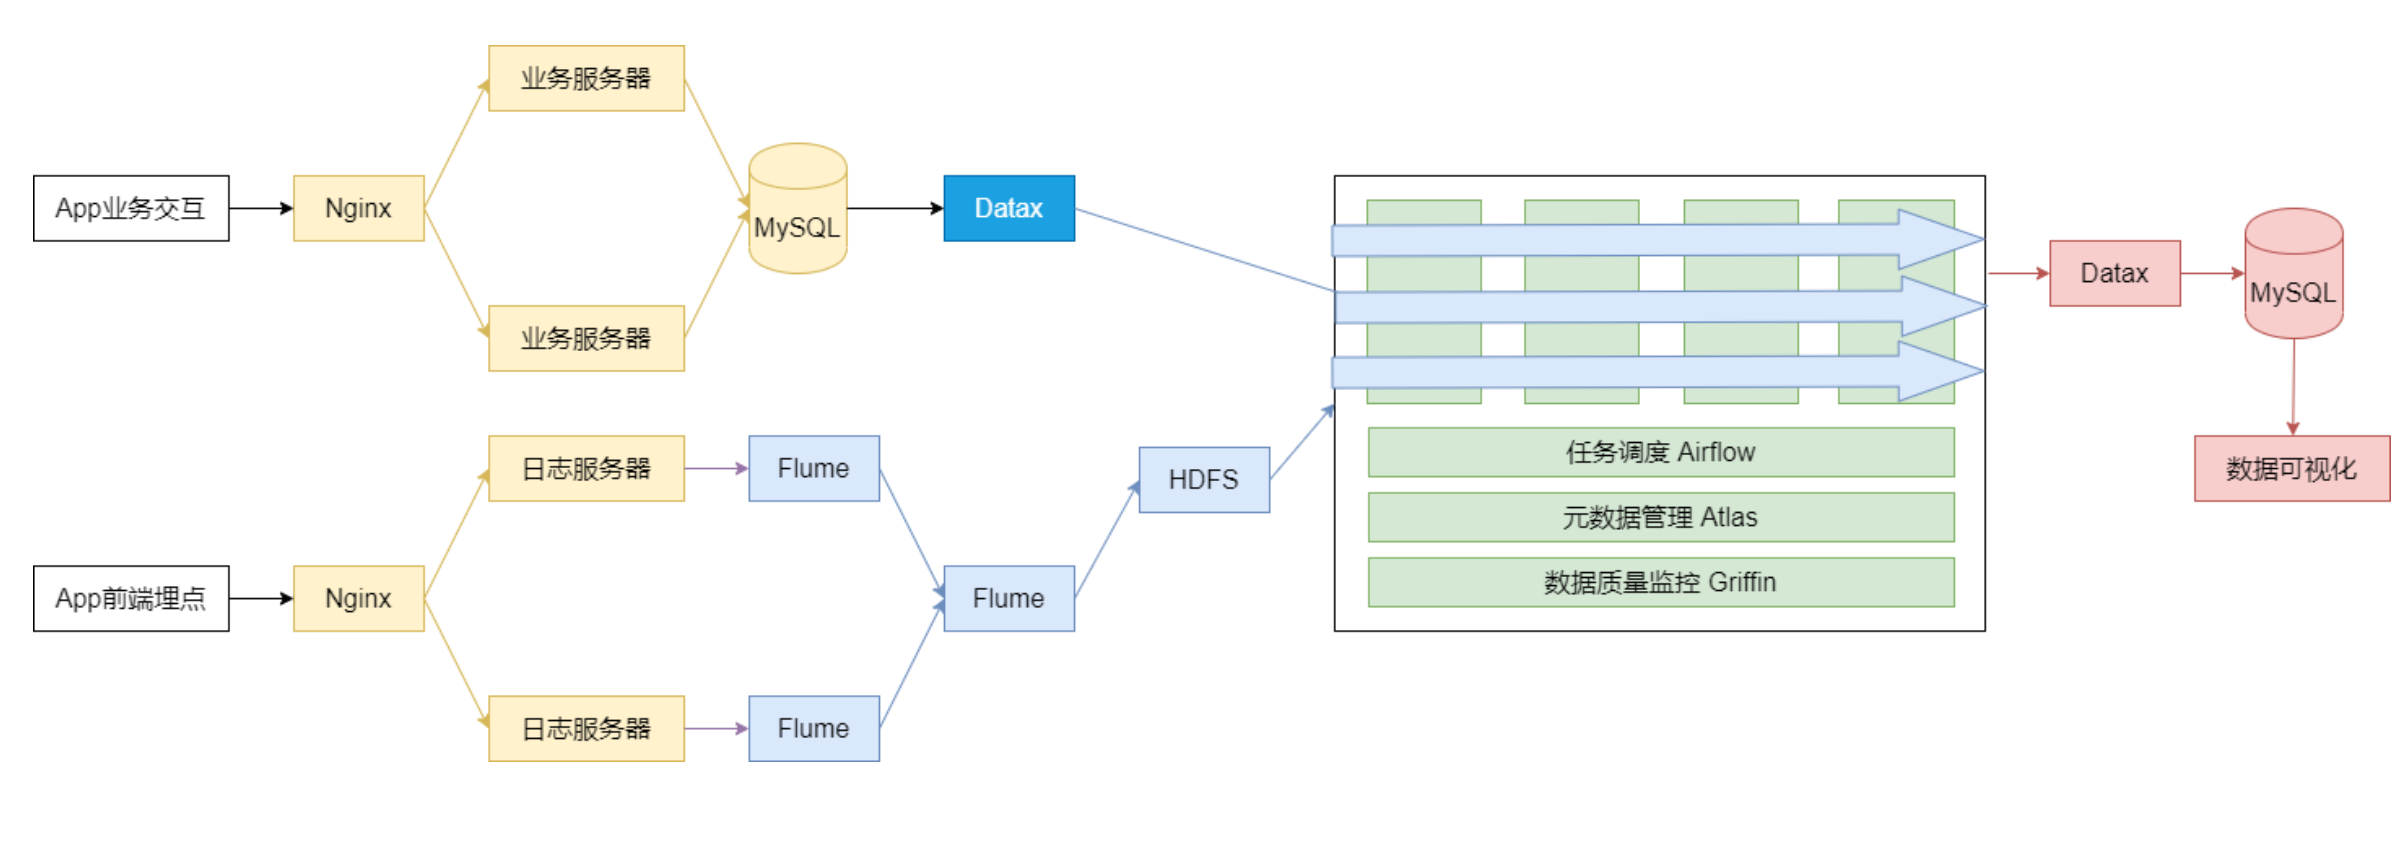 App业务交互
Nginx
业务服务器
业务服务器
MySQL
Datax
App前端埋点
Nginx
日志服务器
Flume
日志服务器
Flume
Flume
HDFS
任务调度 Airflow
元数据管理 Atlas
数据质量监控 Griffin
Datax
MySQL
数据可视化